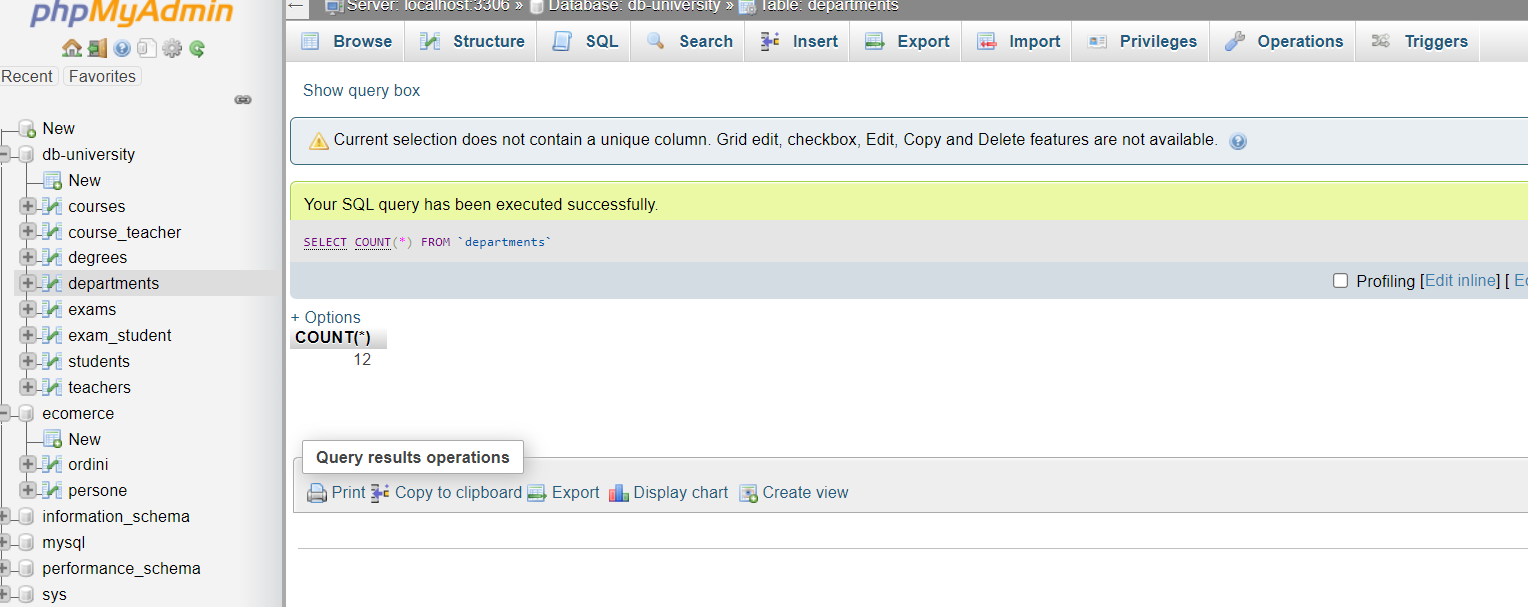 phpMyAdmin
Recent Favorites
New
db-university
New
courses
course_teacher
degrees
departments
exams
exam_student
students
teachers
ecomerce
New
ordini
persone
information_schema
mysql
performance_schema
sys
Server: localhost:3306 » Database: db-university » Table: departments
Browse Structure SQL Search Insert Export Import Privileges Operations Triggers
Show query box
Current selection does not contain a unique column. Grid edit, checkbox, Edit, Copy and Delete features are not available.
Your SQL query has been executed successfully.
SELECT COUNT(*) FROM `departments`
Profiling [Edit inline] [
+ Options
COUNT(*)
12
Query results operations
Print Copy to clipboard Export Display chart Create view